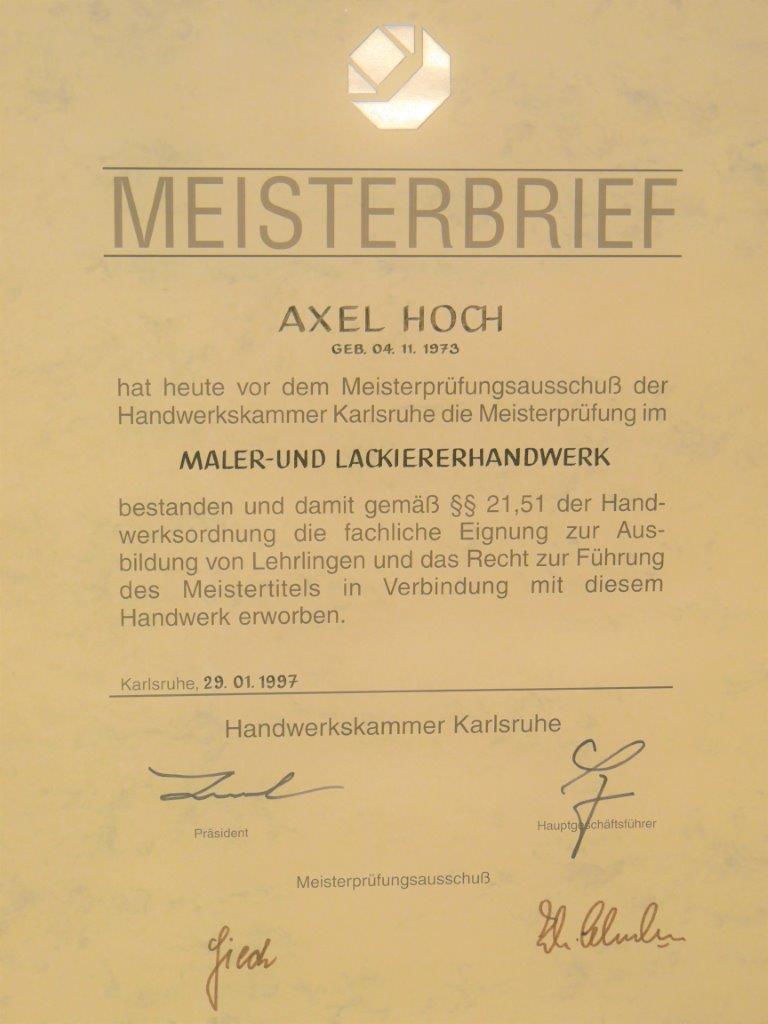 MEISTERBRIEF
AXEL HOCH
GEB. 04. 11. 1973
hat heute vor dem Meisterprüfungsausschuß der
Handwerkskammer Karlsruhe die Meisterprüfung im
MALER-UND LACKIERERHANDWERK
bestanden und damit gemäß §§ 21,51 der Hand-
werksordnung die fachliche Eignung zur Aus-
bildung von Lehrlingen und das Recht zur Führung
des Meistertitels in Verbindung mit diesem
Handwerk erworben.
Karlsruhe, 29. 01. 1997
Handwerkskammer Karlsruhe
Präsident
Hauptgeschäftsführer
Meisterprüfungsausschuß